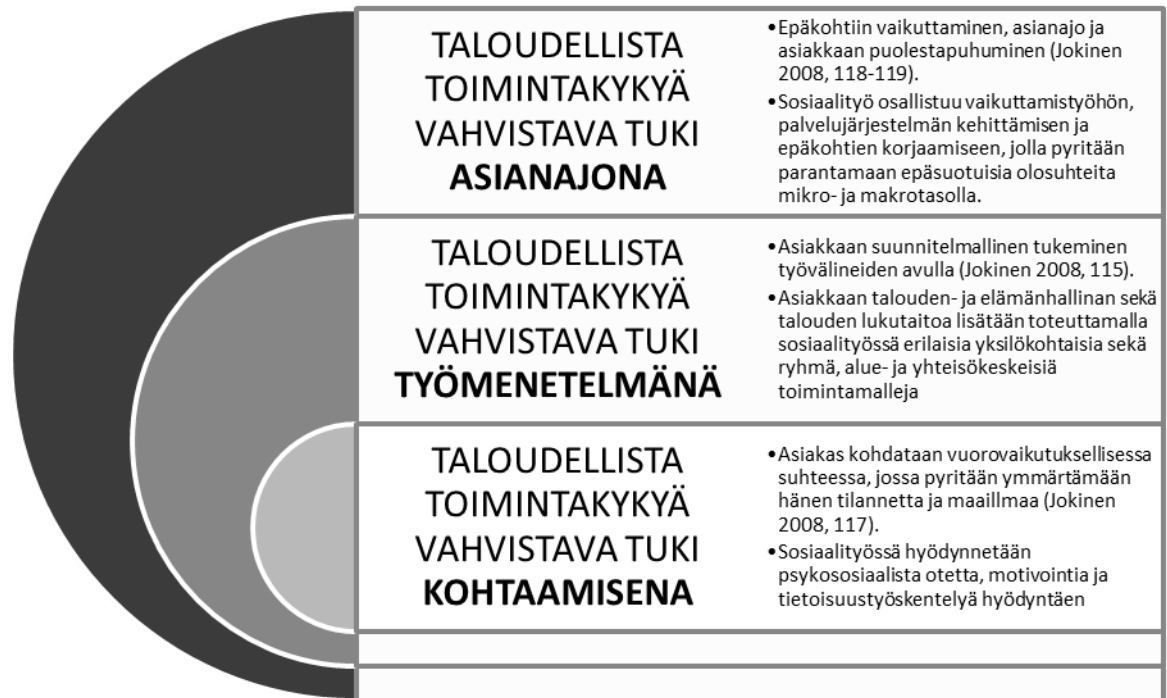 TALOUDELLISTA
TOIMINTAKYKYÄ
VAHVISTAVA TUKI
ASIANAJONA
•Epäkohtiin vaikuttaminen, asianajo ja
asiakkaan puolestapuhuminen (Jokinen
2008, 118-119).
•Sosiaalityö osallistuu vaikuttamistyöhön,
palvelujärjestelmän kehittämisen ja
epäkohtien korjaamiseen, jolla pyritään
parantamaan epäsuotuisia olosuhteita
mikro- ja makrotasolla.
TALOUDELLISTA
TOIMINTAKYKYÄ
VAHVISTAVA TUKI
TYÖMENETELMÄNÄ
•Asiakkaan suunnitelmallinen tukeminen
työvälineiden avulla (Jokinen 2008, 115).
•Asiakkaan talouden- ja elämänhallinan sekä
talouden lukutaitoa lisätään toteuttamalla
sosiaalityössä erilaisia yksilökohtaisia sekä
ryhmä, alue- ja yhteisökeskeisiä
toimintamalleja
TALOUDELLISTA
TOIMINTAKYKYÄ
VAHVISTAVA TUKI
KOHTAAMISENA
•Asiakas kohdataan vuorovaikutuksellisessa
suhteessa, jossa pyritään ymmärtämään
hänen tilannetta ja maaillmaa (Jokinen
2008, 117).
•Sosiaalityössä hyödynnetään
psykososiaalista otetta, motivointia ja
tietoisuustyöskentelyä hyödyntäen